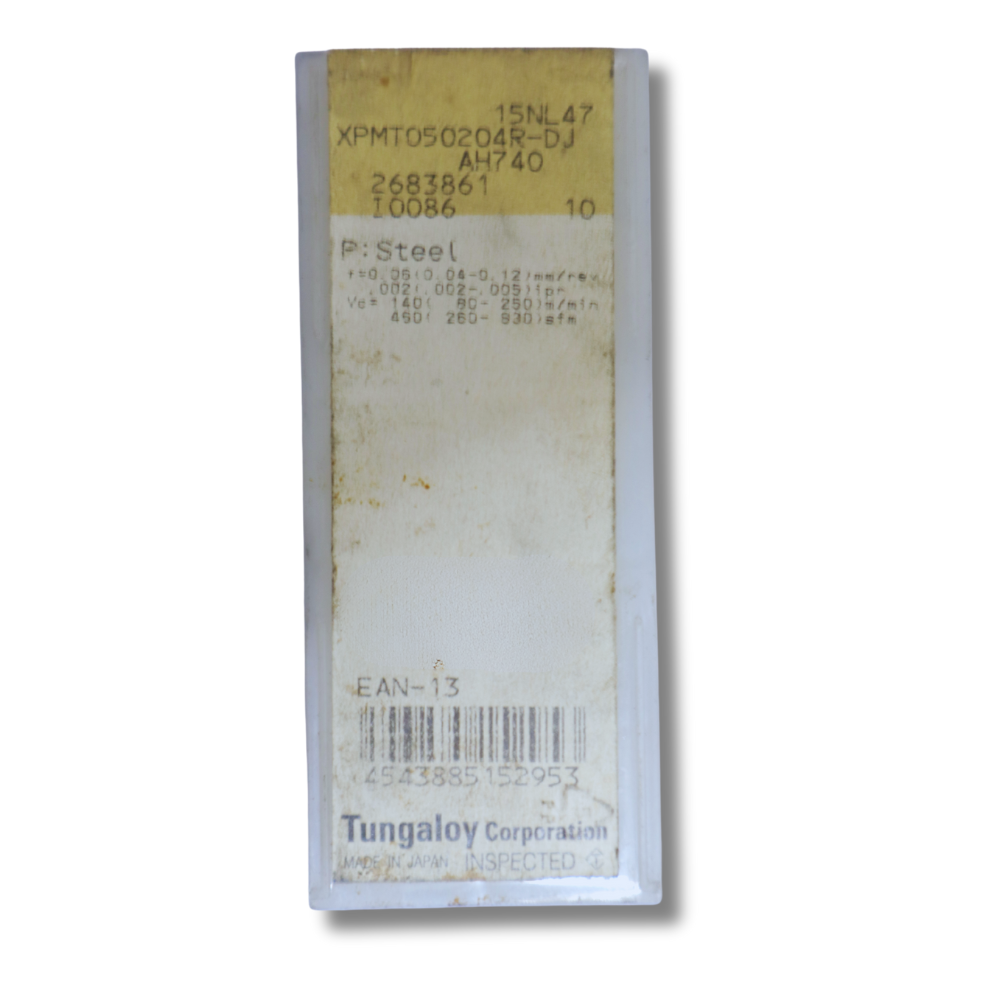 15NL47
XPMT050204R-DJ
AH740
2683861
I0086 10
P:Steel
f=0.06(0.04-0.12)mm/rev
.002(.002-.005)ipr
Vc= 140( 80- 250)m/min
460( 260- 830)sfm
EAN-13
4543885152953
Tungaloy Corporation
MADE IN JAPAN INSPECTED